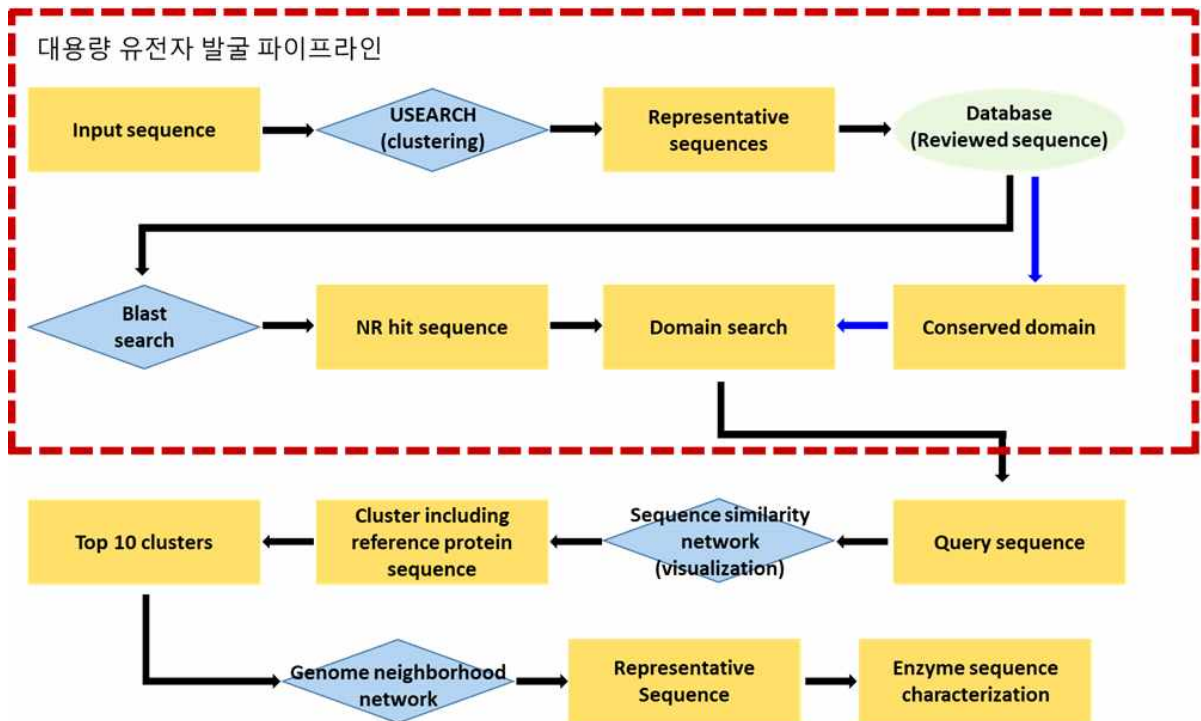 대용량 유전자 발굴 파이프라인
Input sequence
USEARCH
(clustering)
Representative
sequences
Database
(Reviewed sequence)
Blast
search
NR hit sequence
Domain search
Conserved domain
Top 10 clusters
Cluster including
reference protein
sequence
Sequence similarity
network
(visualization)
Query sequence
Genome neighborhood
network
Representative
Sequence
Enzyme sequence
characterization